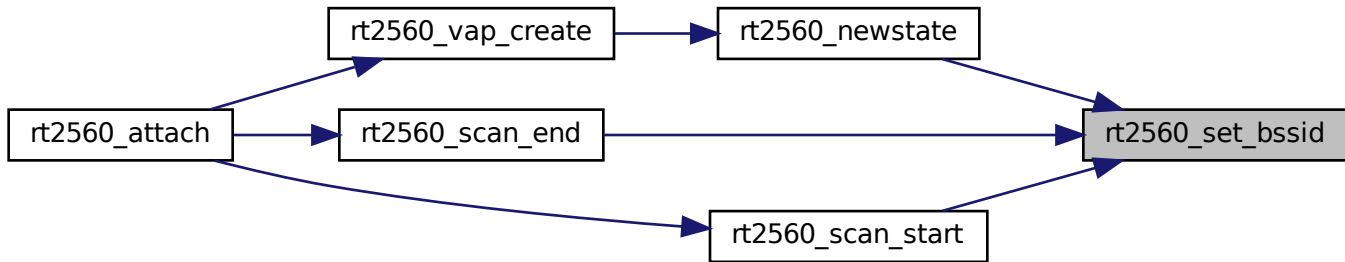 rt2560_vap_create
rt2560_newstate
rt2560_attach
rt2560_scan_end
rt2560_set_bssid
rt2560_scan_start